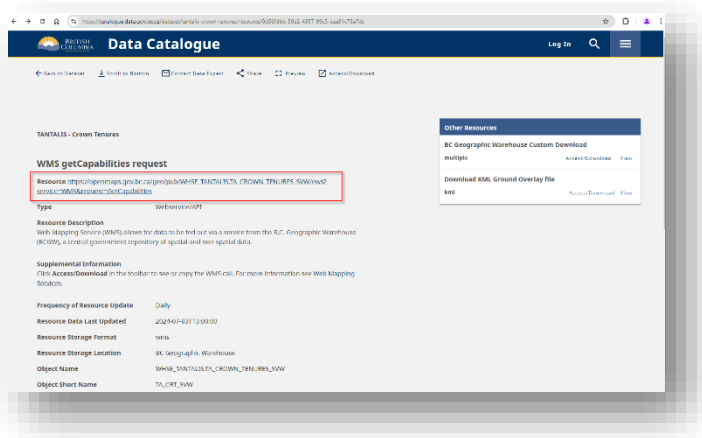 https://catalogue.data.gov.bc.ca/dataset/tantalis-crown-tenures/resource/
BRITISH COLUMBIA Data Catalogue Log In
Back to Dataset Scroll to Bottom Contact Data Expert Share Preview Access/Download
TANTALIS - Crown Tenures
WMS getCapabilities request
Resource https://openmaps.gov.bc.ca/geo/pub/WHSE_TANTALIS.TA_CROWN_TENURES_SVW/ows?
service=WMS&request=GetCapabilities
Type Webservice/API
Resource Description
Web Mapping Service (WMS) allows for data to be fed out via a service from the B.C. Geographic Warehouse
(BCGW), a central government repository of spatial and non-spatial data.
Supplemental Information
Click Access/Download in the toolbar to see or copy the WMS call. For more information see Web Mapping
Services.
Frequency of Resource Update Daily
Resource Data Last Updated 2024-07-03T13:00:00
Resource Storage Format wms
Resource Storage Location BC Geographic Warehouse
Object Name WHSE_TANTALIS.TA_CROWN_TENURES_SVW
Object Short Name TA_CRT_SVW
Other Resources
BC Geographic Warehouse Custom Download
multiple Access/Download View
Download KML Ground Overlay file
kml Access/Download View